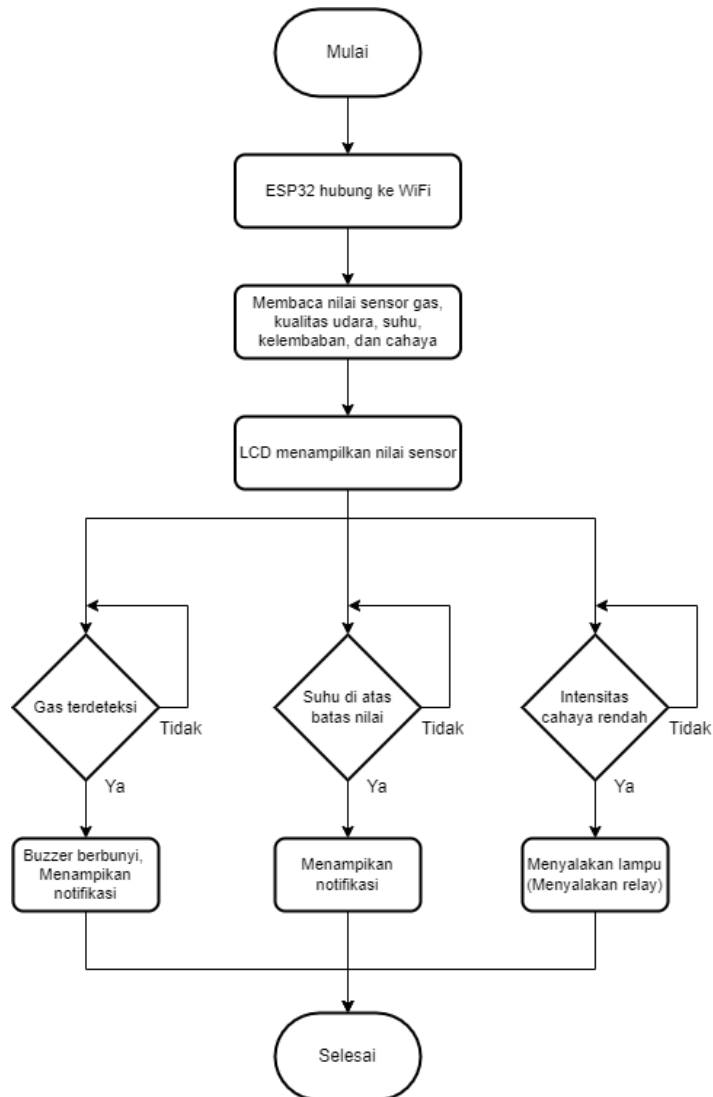 Mulai
ESP32 hubung ke WiFi
Membaca nilai sensor gas,
kualitas udara, suhu,
kelembaban, dan cahaya
LCD menampilkan nilai sensor
Gas terdeteksi
Tidak
Ya
Suhu di atas
batas nilai
Tidak
Ya
Intensitas
cahaya rendah
Tidak
Ya
Buzzer berbunyi,
Menampikan
notifikasi
Menampikan
notifikasi
Menyalakan lampu
(Menyalakan relay)
Selesai